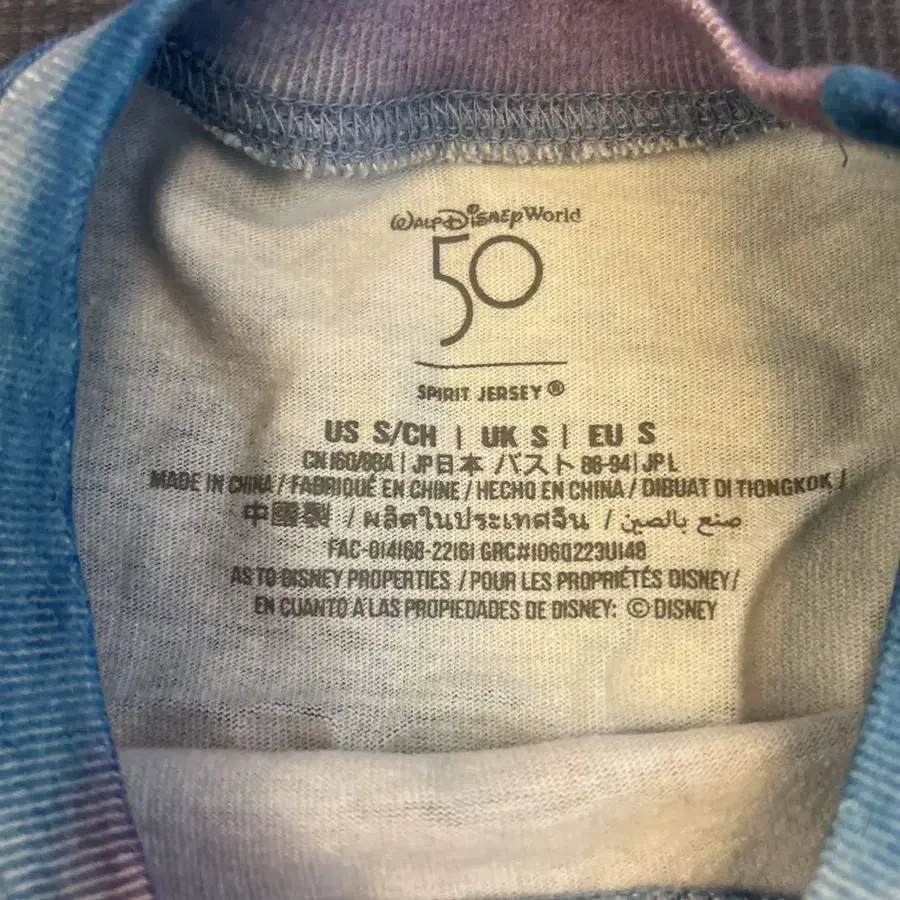 Walt Disney World
50
SPIRIT JERSEY®
US S/CH | UK S | EU S
CN 160/88A | JP日本 バスト 86-94 | JP L
MADE IN CHINA / FABRIQUÉ EN CHINE / HECHO EN CHINA / DIBUAT DI TIONGKOK /
中國製 / ผลิตในประเทศจีน / صنع بالصين
FAC-014168-22161 GRC#1060223U148
AS TO DISNEY PROPERTIES / POUR LES PROPRIÉTÉS DISNEY/
EN CUANTO A LAS PROPIEDADES DE DISNEY: © DISNEY